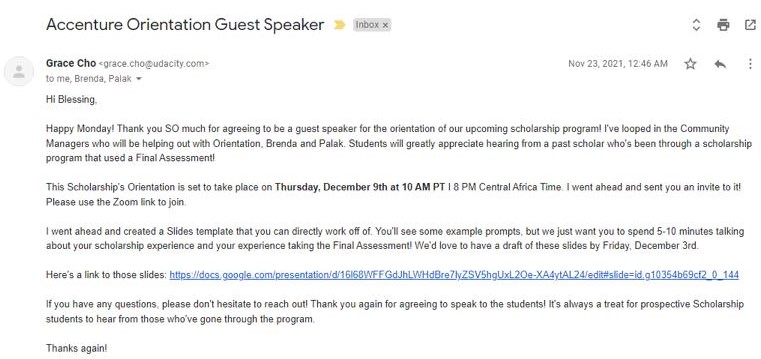 Accenture Orientation Guest Speaker Inbox x
Grace Cho <grace.cho@udacity.com> Nov 23, 2021, 12:46 AM
to me, Brenda, Palak
Hi Blessing,
Happy Monday! Thank you SO much for agreeing to be a guest speaker for the orientation of our upcoming scholarship program! I've looped in the Community
Managers who will be helping out with Orientation, Brenda and Palak. Students will greatly appreciate hearing from a past scholar who's been through a scholarship
program that used a Final Assessment!
This Scholarship's Orientation is set to take place on Thursday, December 9th at 10 AM PT | 8 PM Central Africa Time. I went ahead and sent you an invite to it!
Please use the Zoom link to join.
I went ahead and created a Slides template that you can directly work off of. You'll see some example prompts, but we just want you to spend 5-10 minutes talking
about your scholarship experience and your experience taking the Final Assessment! We'd love to have a draft of these slides by Friday, December 3rd.
Here's a link to those slides: https://docs.google.com/presentation/d/16l68WFFGdJhLWHdBre7IyZSV5hgUxL2Oe-XA4ytAL24/edit#slide=id.g10354b69cf2_0_144
If you have any questions, please don't hesitate to reach out! Thank you again for agreeing to speak to the students! It's always a treat for prospective Scholarship
students to hear from those who've gone through the program.
Thanks again!